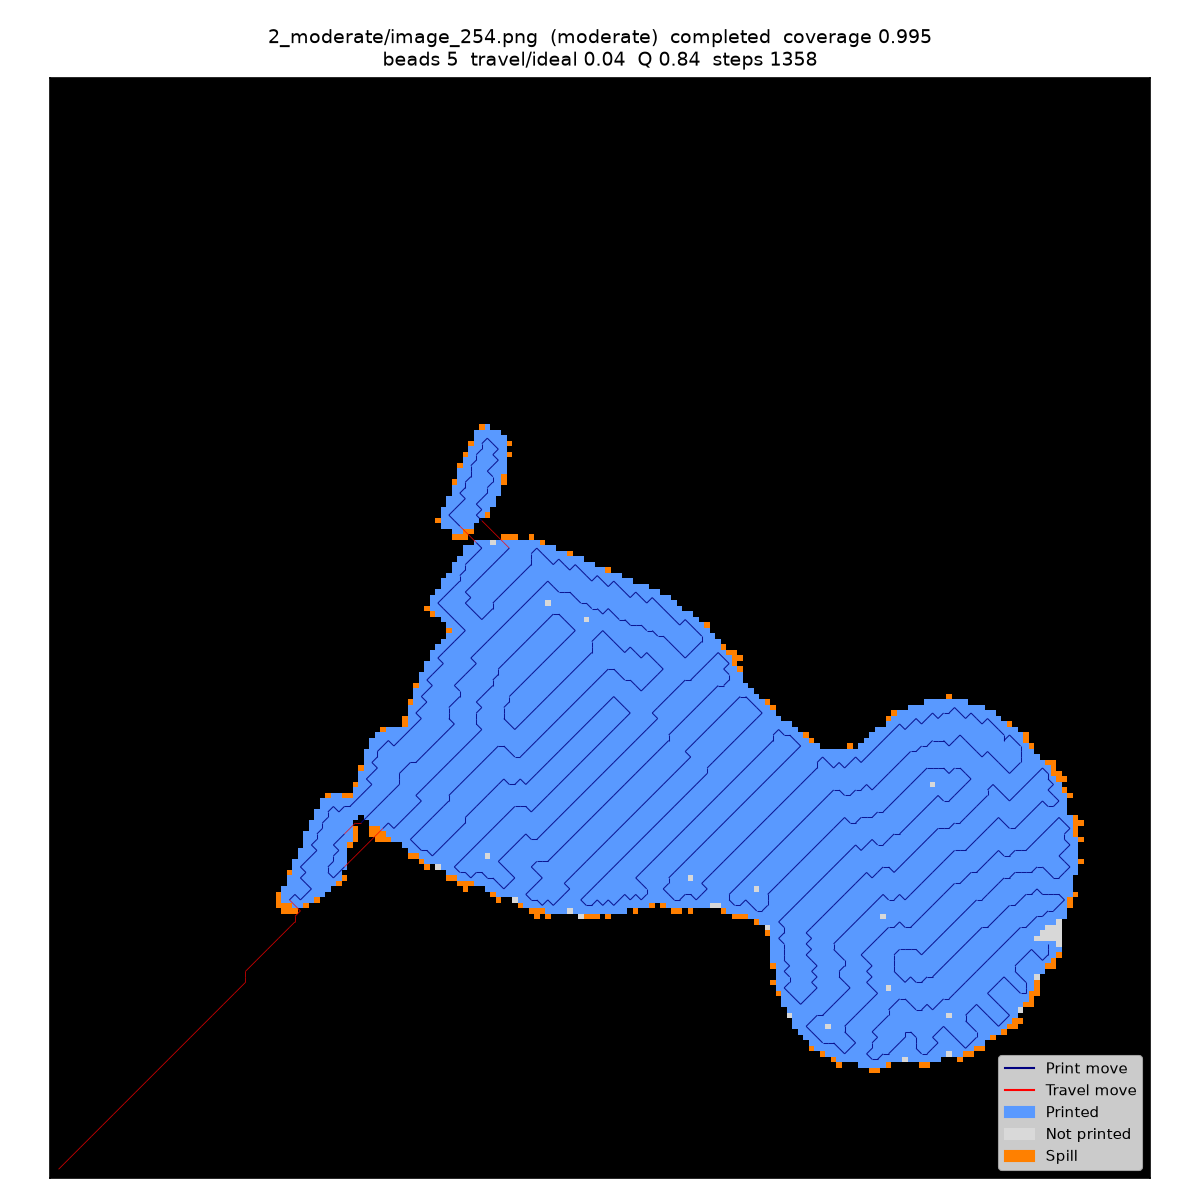 2_moderate/image_254.png  (moderate)  completed  coverage 0.995
beads 5  travel/ideal 0.04  Q 0.84  steps 1358
Print move
Travel move
Printed
Not printed
Spill